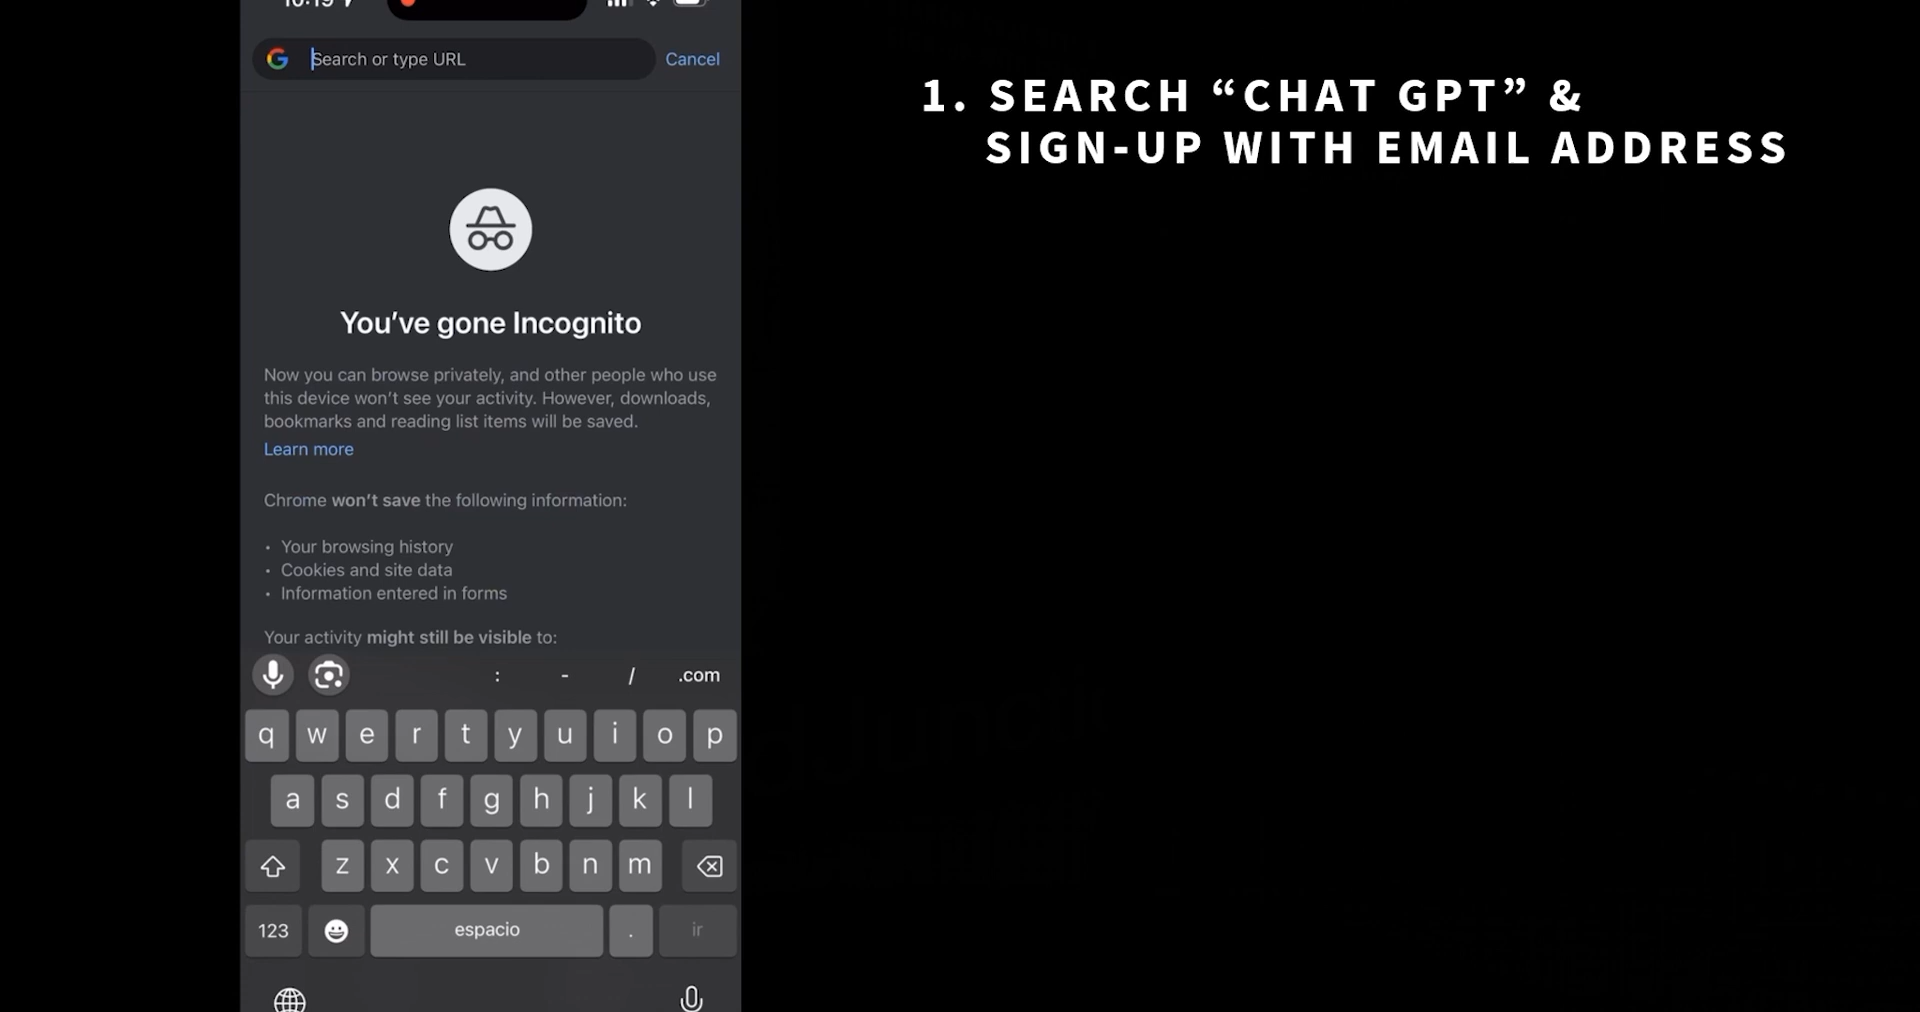 10:19
Search or type URL
Cancel
1. SEARCH “CHAT GPT” &
SIGN-UP WITH EMAIL ADDRESS
You’ve gone Incognito
Now you can browse privately, and other people who use
this device won’t see your activity. However, downloads,
bookmarks and reading list items will be saved.
Learn more
Chrome won’t save the following information:
• Your browsing history
• Cookies and site data
• Information entered in forms
Your activity might still be visible to:
: - / .com
q w e r t y u i o p
a s d f g h j k l
z x c v b n m
123 espacio . ir